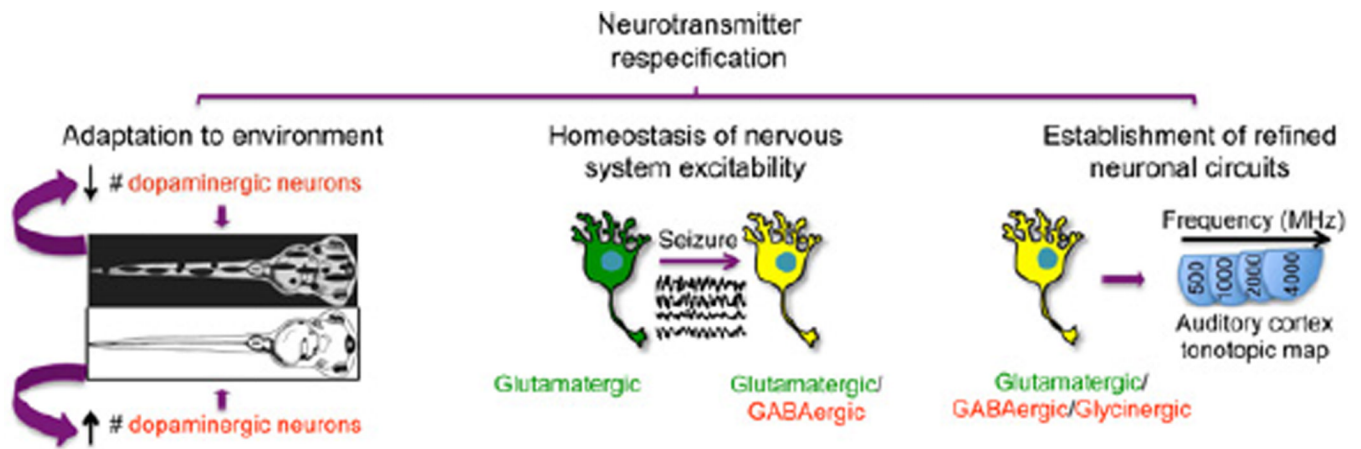 Neurotransmitter
respecification
Adaptation to environment
↓ # dopaminergic neurons
↑ # dopaminergic neurons
Homeostasis of nervous
system excitability
Seizure
Glutamatergic
Glutamatergic/
GABAergic
Establishment of refined
neuronal circuits
Frequency (MHz)
500 1000 2000 4000
Auditory cortex
tonotopic map
Glutamatergic/
GABAergic/Glycinergic